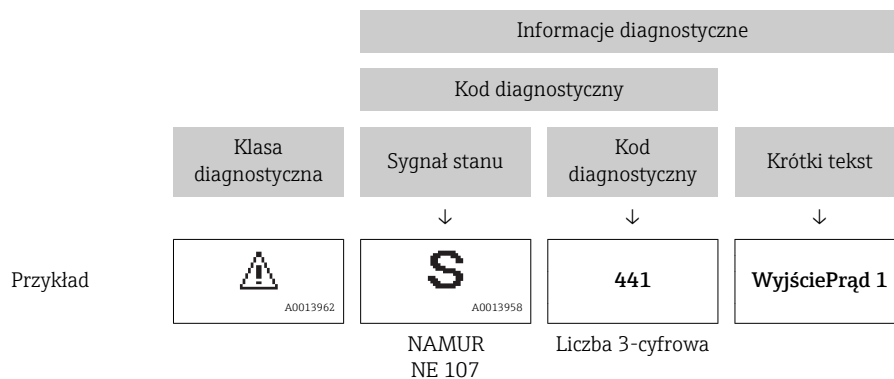 Informacje diagnostyczne
Kod diagnostyczny
Klasa
diagnostyczna
Sygnał stanu
Kod
diagnostyczny
Krótki tekst
↓ ↓ ↓
Przykład
A0013962
S
A0013958
441
WyjściePrąd 1
NAMUR
NE 107
Liczba 3-cyfrowa